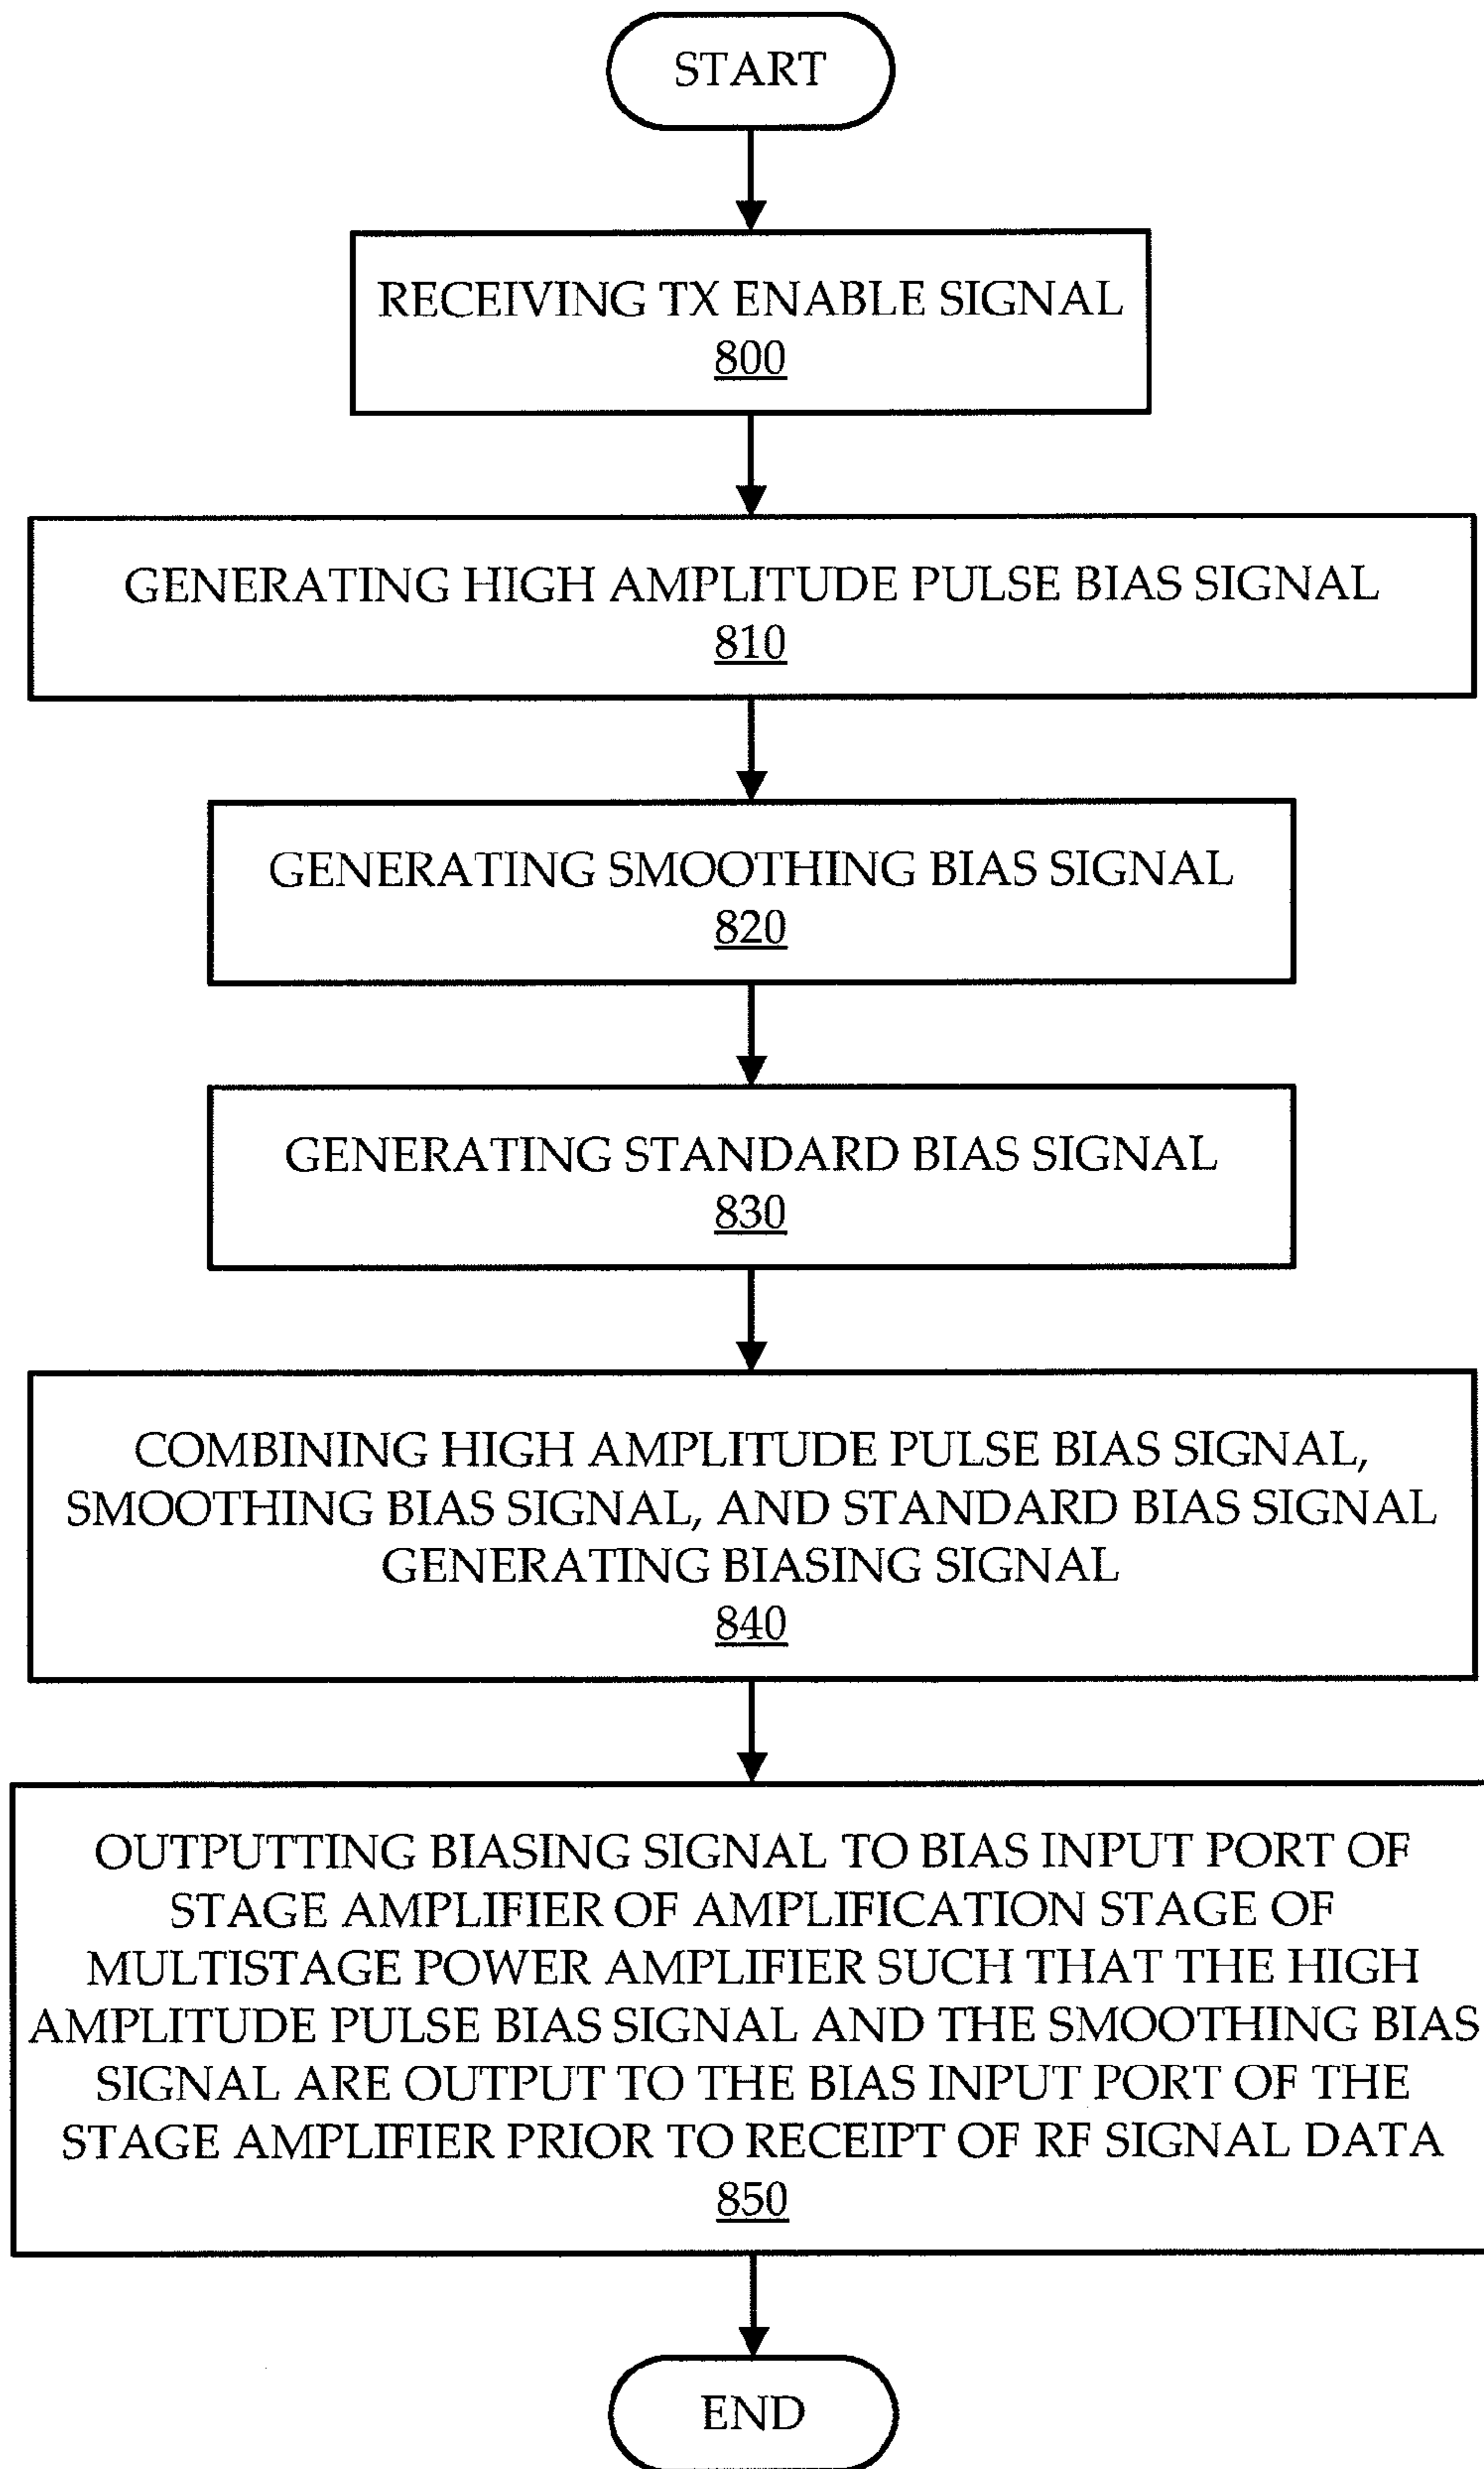 START
RECEIVING TX ENABLE SIGNAL
800
GENERATING HIGH AMPLITUDE PULSE BIAS SIGNAL
810
GENERATING SMOOTHING BIAS SIGNAL
820
GENERATING STANDARD BIAS SIGNAL
830
COMBINING HIGH AMPLITUDE PULSE BIAS SIGNAL,
SMOOTHING BIAS SIGNAL, AND STANDARD BIAS SIGNAL
GENERATING BIASING SIGNAL
840
OUTPUTTING BIASING SIGNAL TO BIAS INPUT PORT OF
STAGE AMPLIFIER OF AMPLIFICATION STAGE OF
MULTISTAGE POWER AMPLIFIER SUCH THAT THE HIGH
AMPLITUDE PULSE BIAS SIGNAL AND THE SMOOTHING BIAS
SIGNAL ARE OUTPUT TO THE BIAS INPUT PORT OF THE
STAGE AMPLIFIER PRIOR TO RECEIPT OF RF SIGNAL DATA
850
END